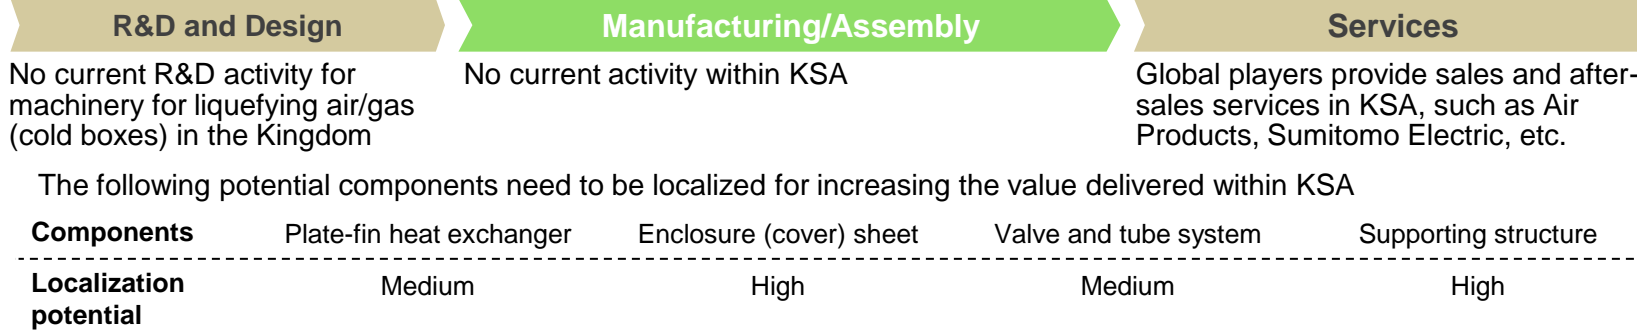 R&D and Design
Manufacturing/Assembly
Services
No current R&D activity for
machinery for liquefying air/gas
(cold boxes) in the Kingdom
No current activity within KSA
Global players provide sales and after-
sales services in KSA, such as Air
Products, Sumitomo Electric, etc.
The following potential components need to be localized for increasing the value delivered within KSA
Components Plate-fin heat exchanger Enclosure (cover) sheet Valve and tube system Supporting structure
Localization
potential
Medium High Medium High